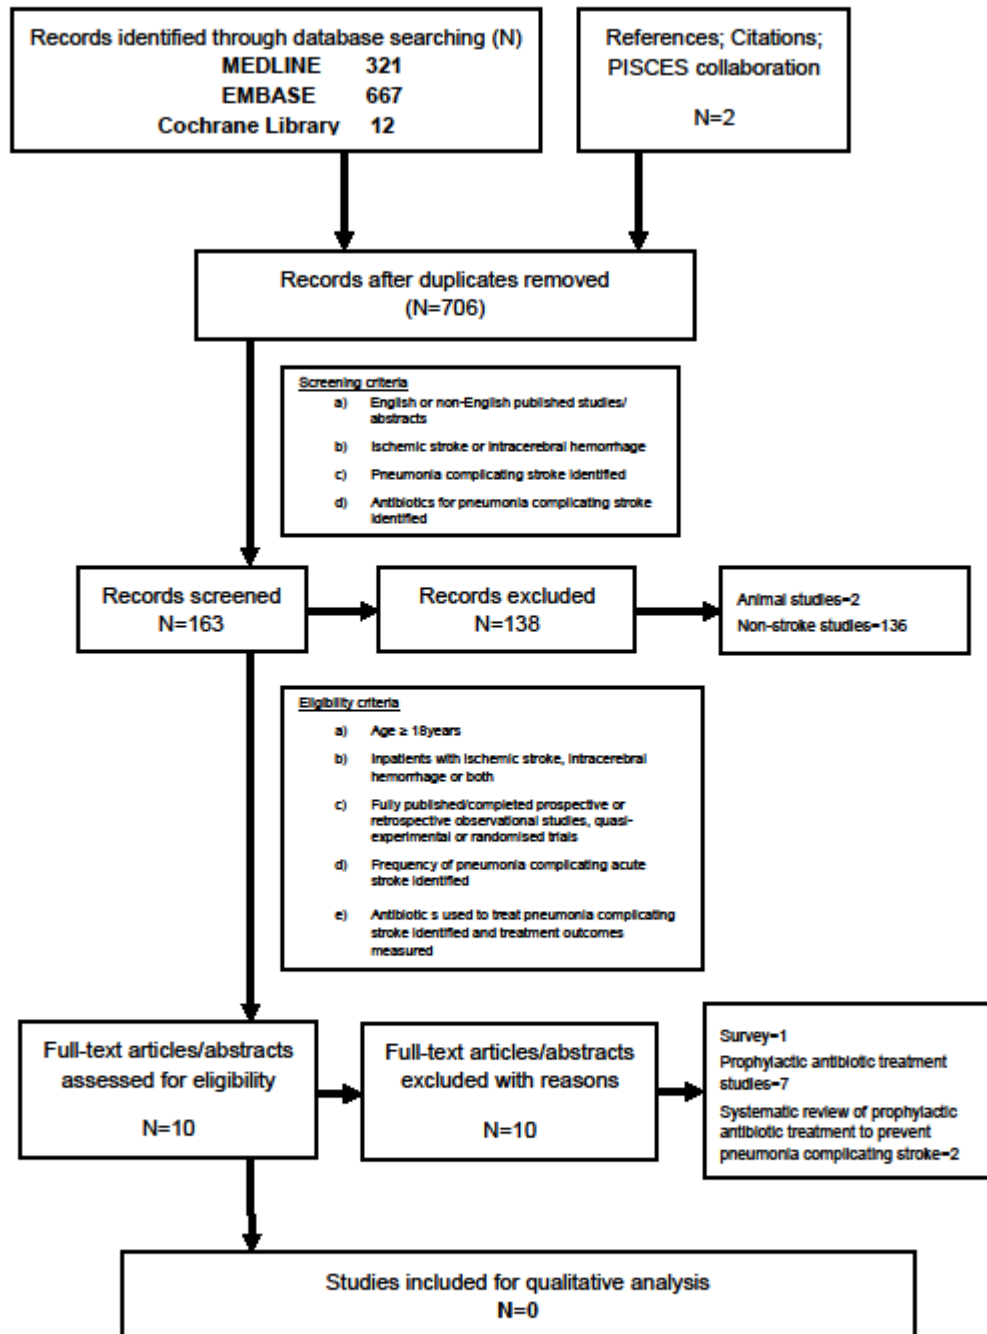 Records identified through database searching (N)
MEDLINE 321
EMBASE 667
Cochrane Library 12
References; Citations;
PISCES collaboration
N=2
Records after duplicates removed
(N=706)
Screening criteria
a) English or non-English published studies/
abstracts
b) Ischemic stroke or intracerebral hemorrhage
c) Pneumonia complicating stroke identified
d) Antibiotics for pneumonia complicating stroke
identified
Records screened
N=163
Records excluded
N=138
Animal studies=2
Non-stroke studies=136
Eligibility criteria
a) Age ≥ 18years
b) Inpatients with ischemic stroke, intracerebral
hemorrhage or both
c) Fully published/completed prospective or
retrospective observational studies, quasi-
experimental or randomised trials
d) Frequency of pneumonia complicating acute
stroke identified
e) Antibiotic s used to treat pneumonia complicating
stroke identified and treatment outcomes
measured
Full-text articles/abstracts
assessed for eligibility
N=10
Full-text articles/abstracts
excluded with reasons
N=10
Survey=1
Prophylactic antibiotic treatment
studies=7
Systematic review of prophylactic
antibiotic treatment to prevent
pneumonia complicating stroke=2
Studies included for qualitative analysis
N=0